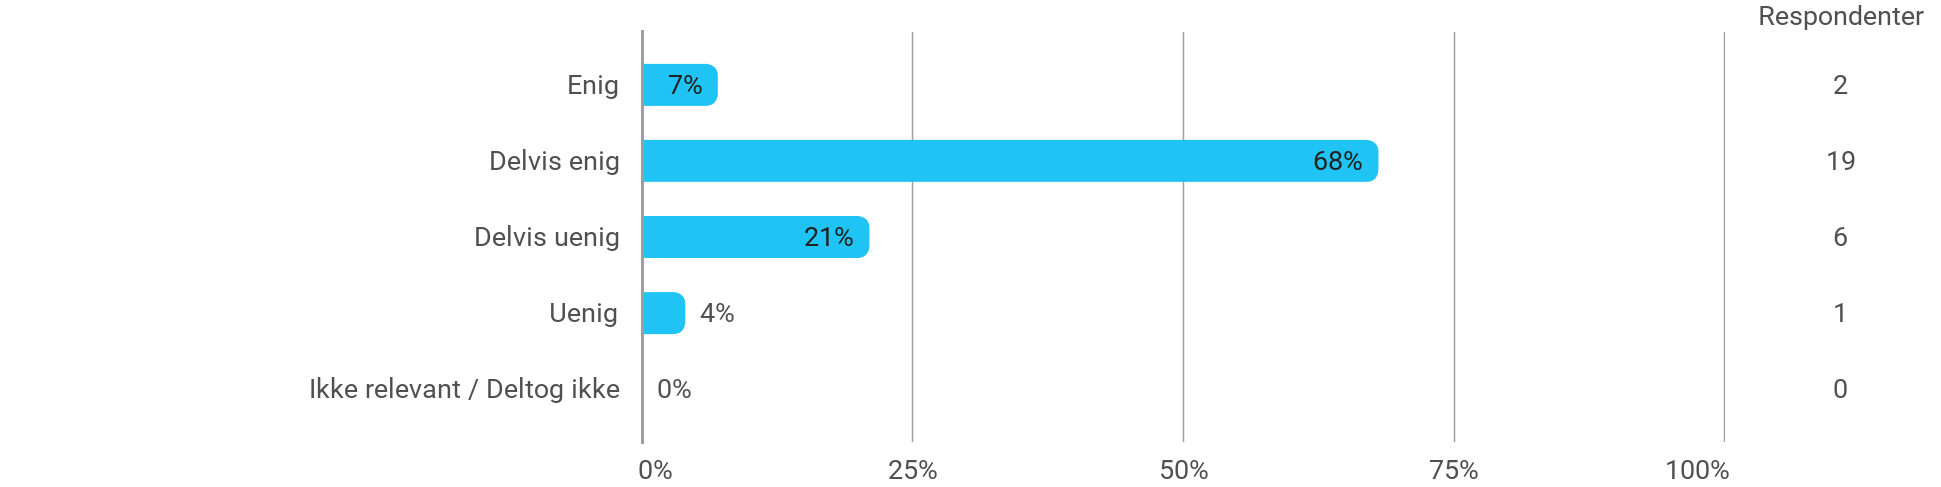 Respondenter
Enig 7% 2
Delvis enig 68% 19
Delvis uenig 21% 6
Uenig 4% 1
Ikke relevant / Deltog ikke 0% 0
0% 25% 50% 75% 100%